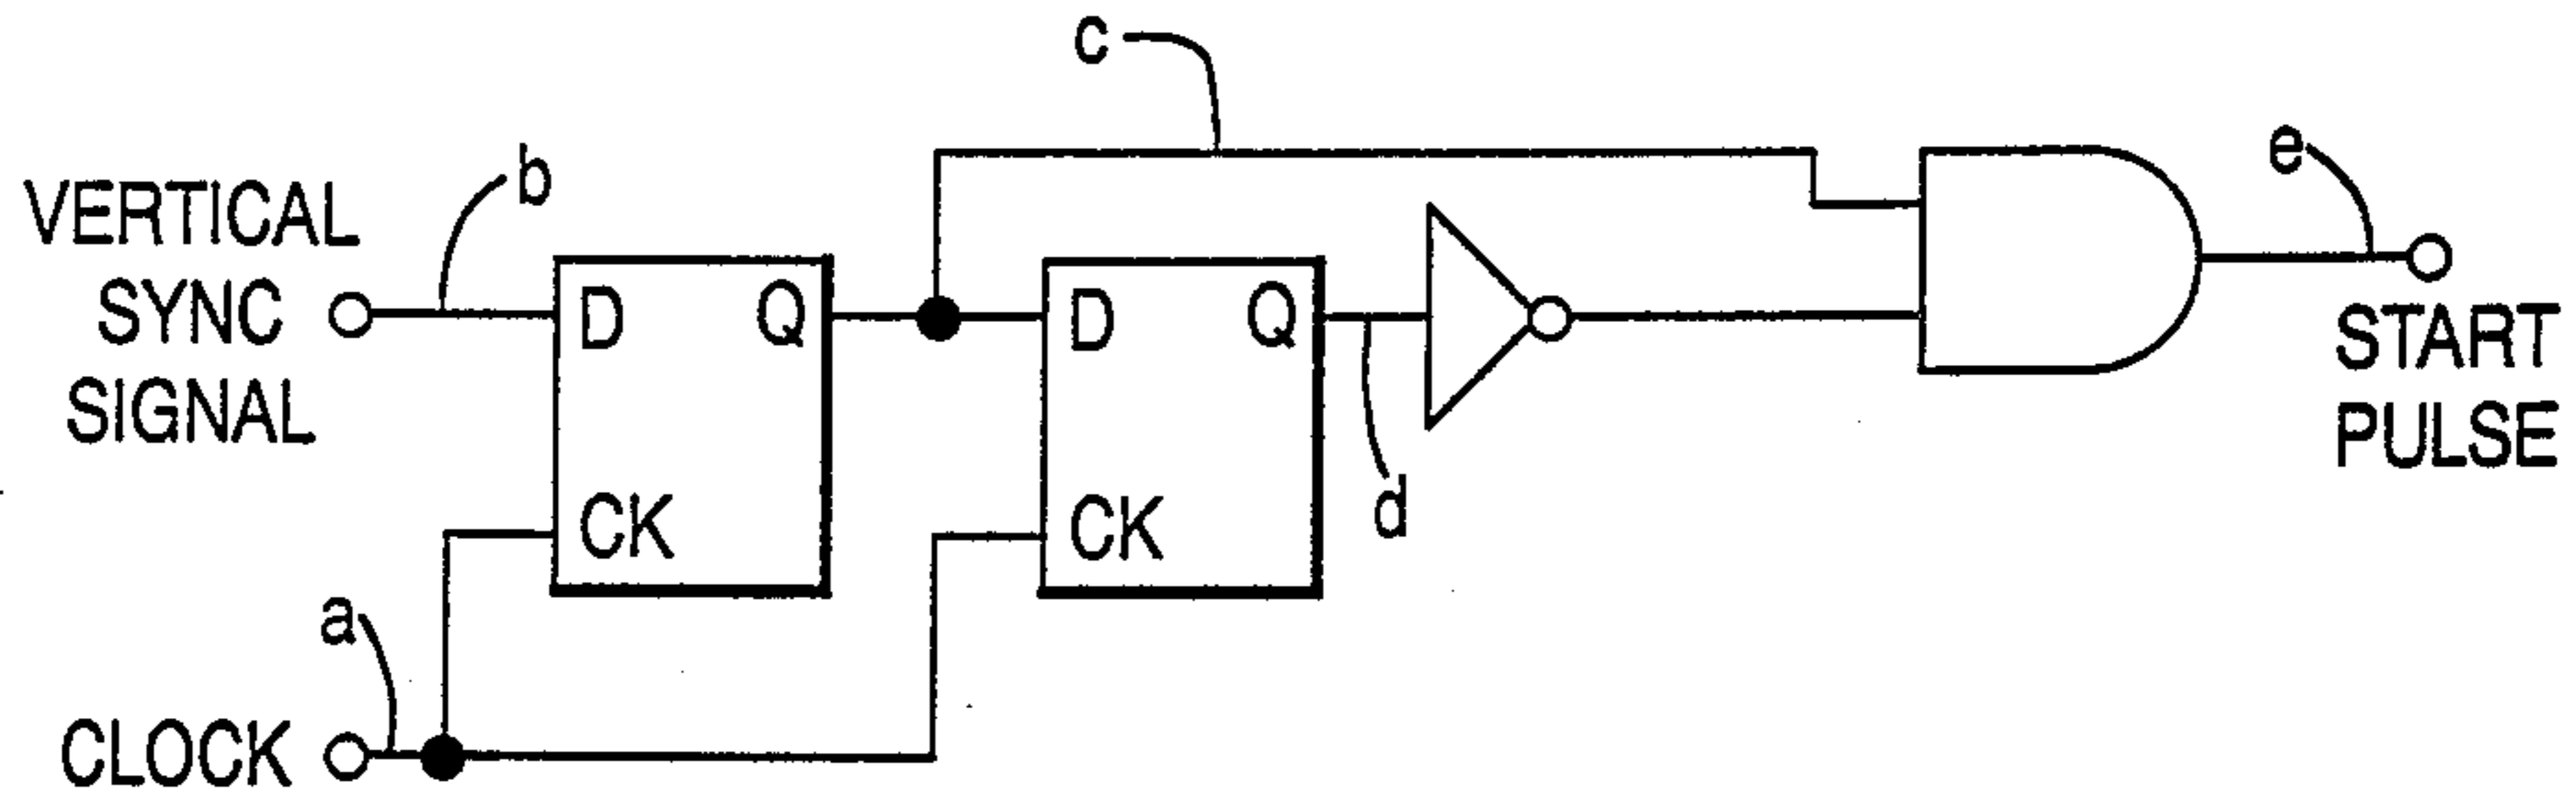 c
b
e
VERTICAL
SYNC
SIGNAL
D Q
D Q
START
PULSE
CK
CK
d
a
CLOCK